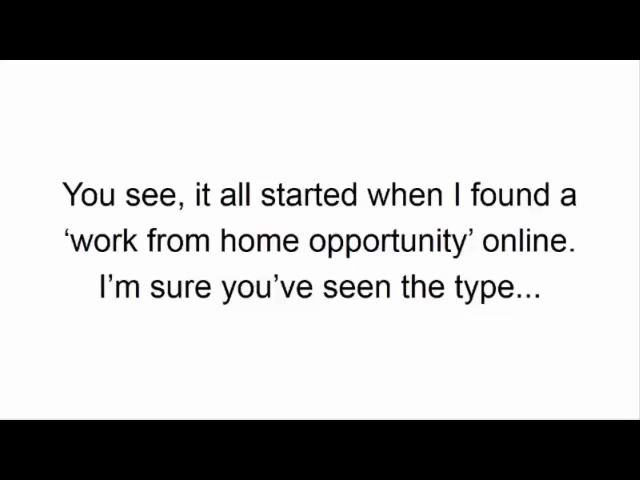 You see, it all started when I found a
‘work from home opportunity’ online.
I’m sure you’ve seen the type...